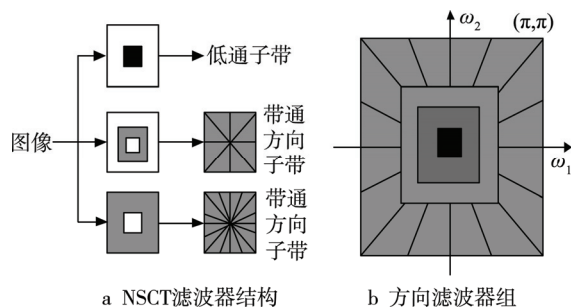 低通子带
图像
带通
方向
子带
带通
方向
子带
a NSCT滤波器结构
ω₂
(π,π)
ω₁
b 方向滤波器组